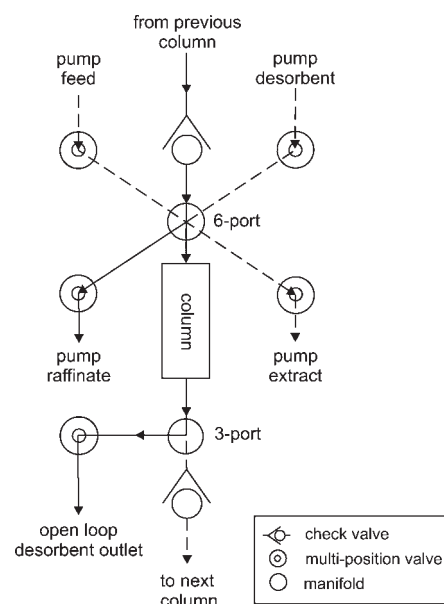 from previous
column
pump
feed
pump
desorbent
6-port
column
pump
raffinate
pump
extract
3-port
open loop
desorbent outlet
to next
column
check valve
multi-position valve
manifold